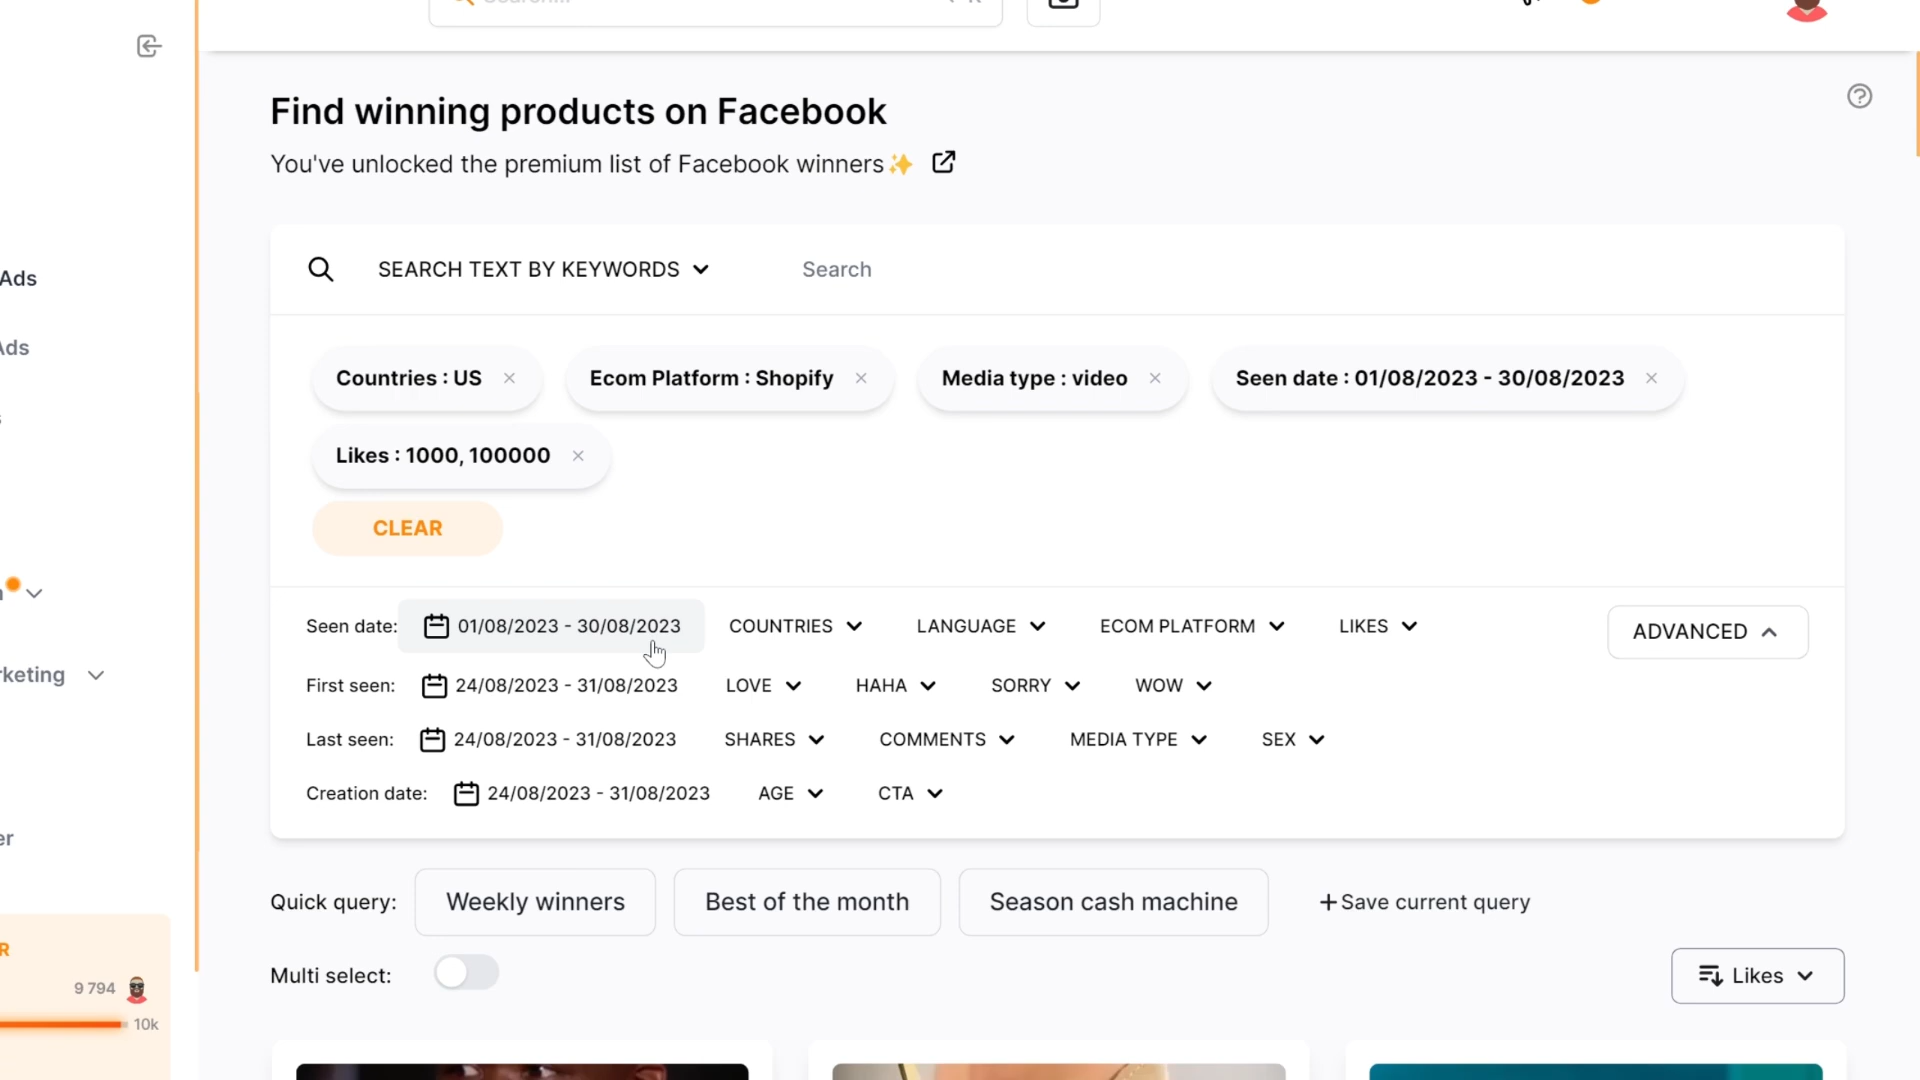 Find winning products on Facebook
You've unlocked the premium list of Facebook winners✨
SEARCH TEXT BY KEYWORDS Search
Countries : US × Ecom Platform : Shopify × Media type : video × Seen date : 01/08/2023 - 30/08/2023 ×
Likes : 1000, 100000 ×
CLEAR
Seen date: 01/08/2023 - 30/08/2023 COUNTRIES LANGUAGE ECOM PLATFORM LIKES ADVANCED
First seen: 24/08/2023 - 31/08/2023 LOVE HAHA SORRY WOW
Last seen: 24/08/2023 - 31/08/2023 SHARES COMMENTS MEDIA TYPE SEX
Creation date: 24/08/2023 - 31/08/2023 AGE CTA
Quick query: Weekly winners Best of the month Season cash machine +Save current query
Multi select: Likes
Ads
Ads
rketing
er
R
9 794
10k